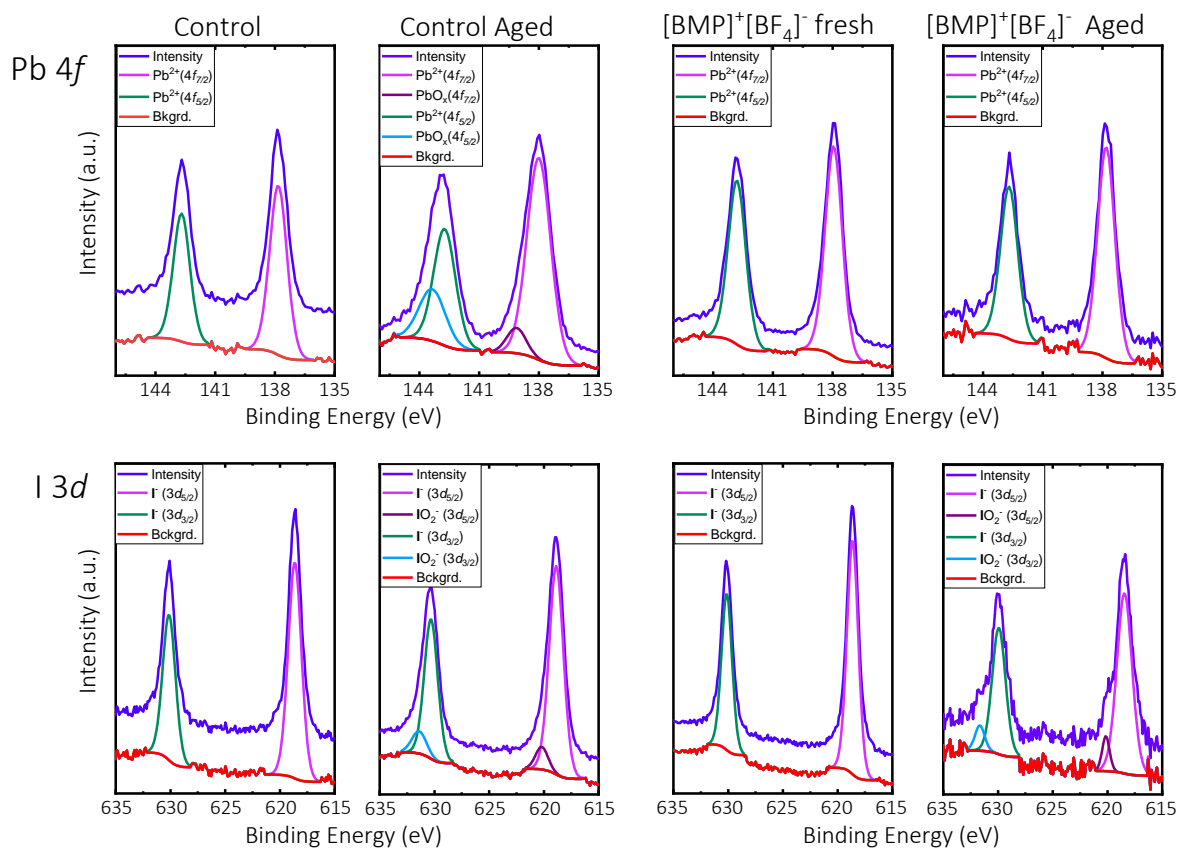 Control
Control Aged
[BMP]⁺[BF₄]⁻ fresh
[BMP]⁺[BF₄]⁻ Aged
Pb 4f
Intensity (a.u.)
Intensity
Pb²⁺(4f₇/₂)
Pb²⁺(4f₅/₂)
Bkgrd.
144 141 138 135
Binding Energy (eV)
Intensity
Pb²⁺(4f₇/₂)
PbOₓ(4f₇/₂)
Pb²⁺(4f₅/₂)
PbOₓ(4f₅/₂)
Bkgrd.
144 141 138 135
Binding Energy (eV)
Intensity (a.u.)
Intensity
Pb²⁺(4f₇/₂)
Pb²⁺(4f₅/₂)
Bkgrd.
144 141 138 135
Binding Energy (eV)
Intensity
Pb²⁺(4f₇/₂)
Pb²⁺(4f₅/₂)
Bkgrd.
144 141 138 135
Binding Energy (eV)
I 3d
Intensity (a.u.)
Intensity
I⁻ (3d₅/₂)
I⁻ (3d₃/₂)
Bckgrd.
635 630 625 620 615
Binding Energy (eV)
Intensity
I⁻ (3d₅/₂)
IO₂⁻ (3d₅/₂)
I⁻ (3d₃/₂)
IO₂⁻ (3d₃/₂)
Bckgrd.
635 630 625 620 615
Binding Energy (eV)
Intensity (a.u.)
Intensity
I⁻ (3d₅/₂)
I⁻ (3d₃/₂)
Bckgrd.
635 630 625 620 615
Binding Energy (eV)
Intensity
I⁻ (3d₅/₂)
IO₂⁻ (3d₅/₂)
I⁻ (3d₃/₂)
IO₂⁻ (3d₃/₂)
Bckgrd.
635 630 625 620 615
Binding Energy (eV)